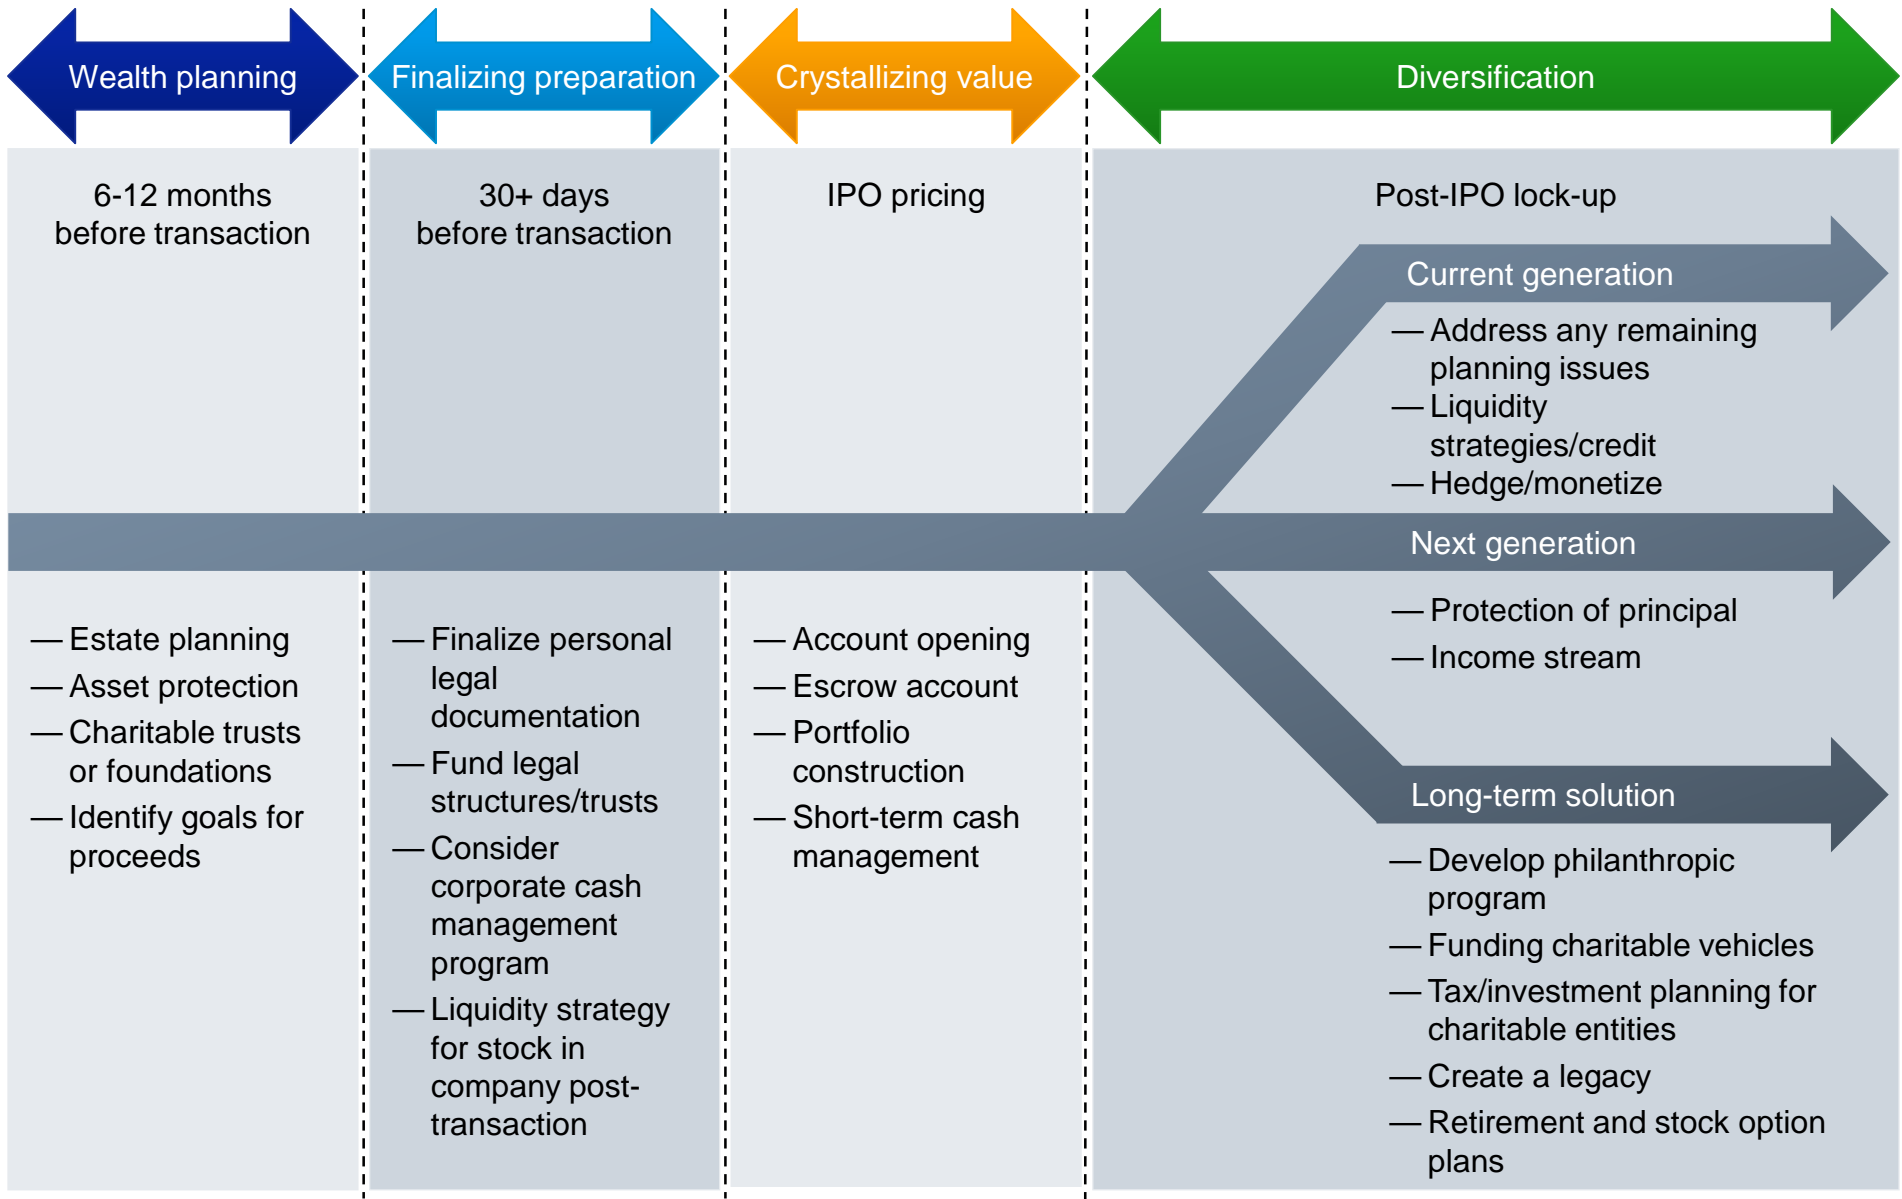 Wealth planning
Finalizing preparation
Crystallizing value
Diversification
6-12 months
before transaction
30+ days
before transaction
IPO pricing
Post-IPO lock-up
— Estate planning
— Asset protection
— Charitable trusts
or foundations
— Identify goals for
proceeds
— Finalize personal
legal
documentation
— Fund legal
structures/trusts
— Consider
corporate cash
management
program
— Liquidity strategy
for stock in
company post-
transaction
— Account opening
— Escrow account
— Portfolio
construction
— Short-term cash
management
Current generation
— Address any remaining
planning issues
— Liquidity
strategies/credit
— Hedge/monetize
Next generation
— Protection of principal
— Income stream
Long-term solution
— Develop philanthropic
program
— Funding charitable vehicles
— Tax/investment planning for
charitable entities
— Create a legacy
— Retirement and stock option
plans